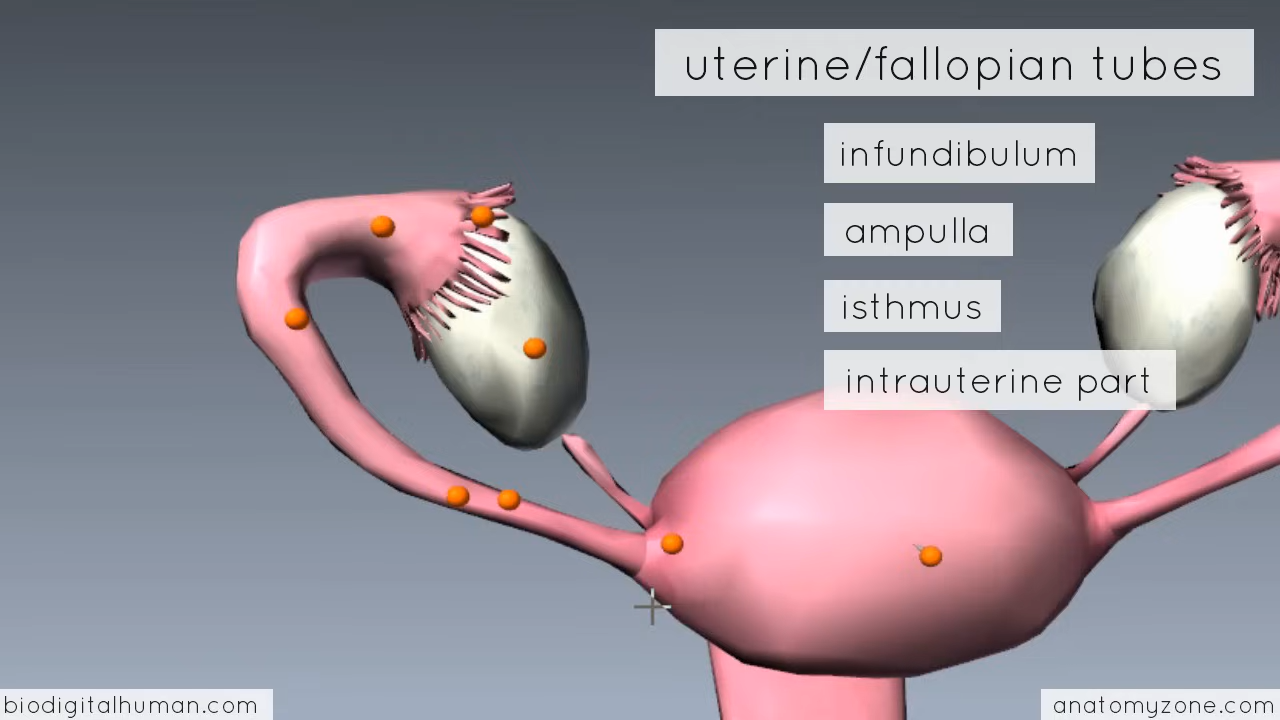 uterine/fallopian tubes
infundibulum
ampulla
isthmus
intrauterine part
biodigitalhuman.com
anatomyzone.com